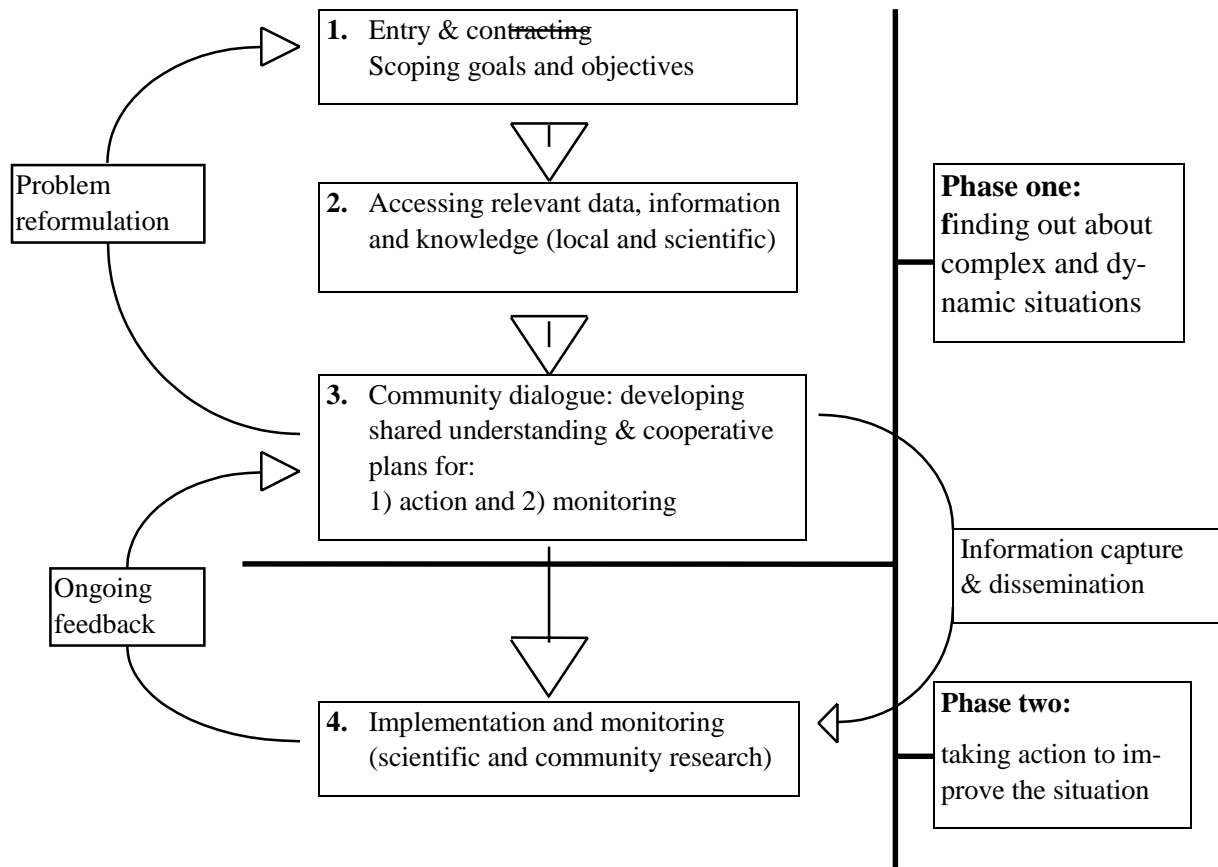 1. Entry & contracting
Scoping goals and objectives
Problem
reformulation
2. Accessing relevant data, information
and knowledge (local and scientific)
Phase one:
finding out about
complex and dy-
namic situations
3. Community dialogue: developing
shared understanding & cooperative
plans for:
1) action and 2) monitoring
Information capture
& dissemination
Ongoing
feedback
4. Implementation and monitoring
(scientific and community research)
Phase two:
taking action to im-
prove the situation